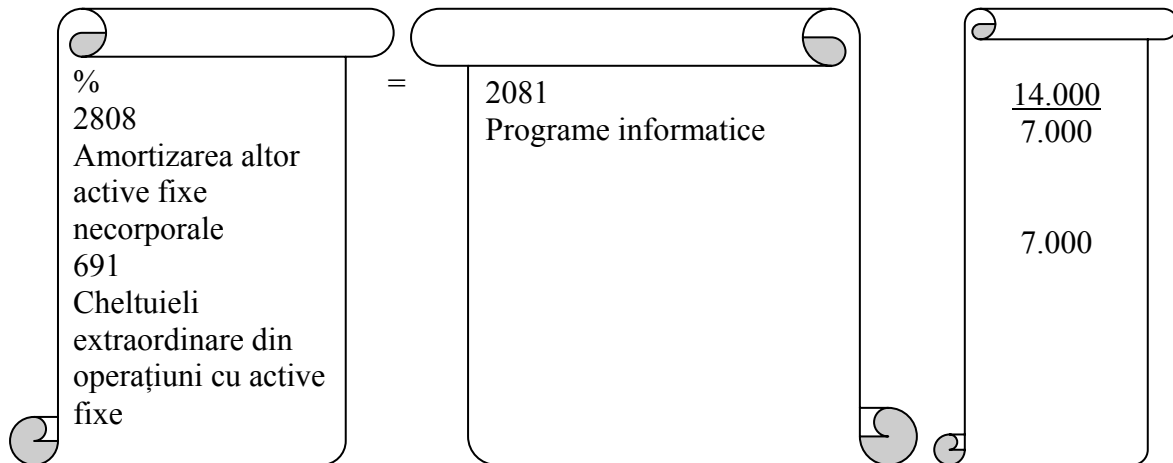 %
2808
Amortizarea altor
active fixe
necorporale
691
Cheltuieli
extraordinare din
operațiuni cu active
fixe
=
2081
Programe informatice
14.000
7.000
7.000